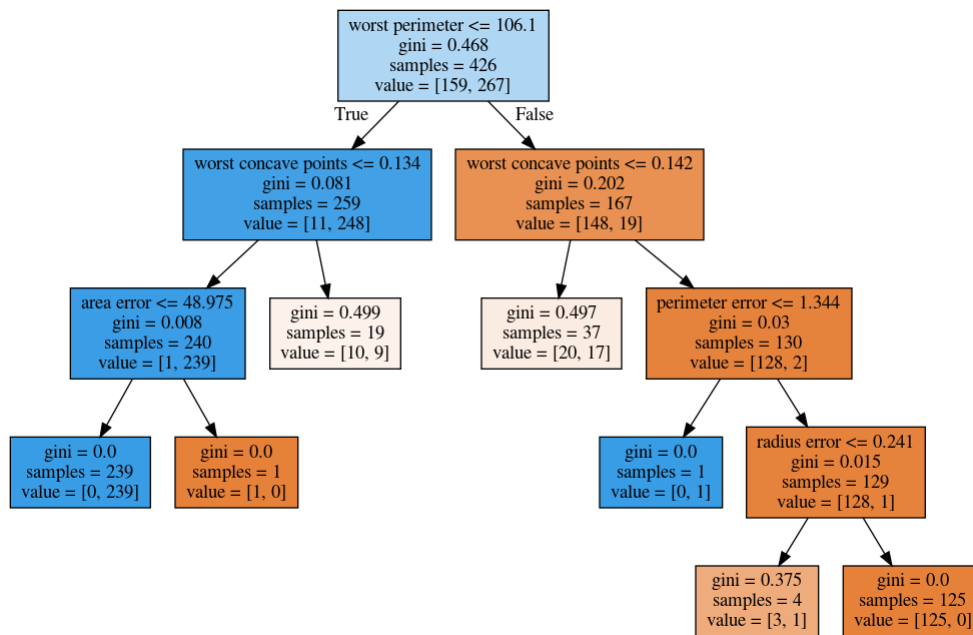 worst perimeter <= 106.1
gini = 0.468
samples = 426
value = [159, 267]
True
False
worst concave points <= 0.134
gini = 0.081
samples = 259
value = [11, 248]
worst concave points <= 0.142
gini = 0.202
samples = 167
value = [148, 19]
area error <= 48.975
gini = 0.008
samples = 240
value = [1, 239]
gini = 0.499
samples = 19
value = [10, 9]
gini = 0.497
samples = 37
value = [20, 17]
perimeter error <= 1.344
gini = 0.03
samples = 130
value = [128, 2]
gini = 0.0
samples = 239
value = [0, 239]
gini = 0.0
samples = 1
value = [1, 0]
gini = 0.0
samples = 1
value = [0, 1]
radius error <= 0.241
gini = 0.015
samples = 129
value = [128, 1]
gini = 0.375
samples = 4
value = [3, 1]
gini = 0.0
samples = 125
value = [125, 0]